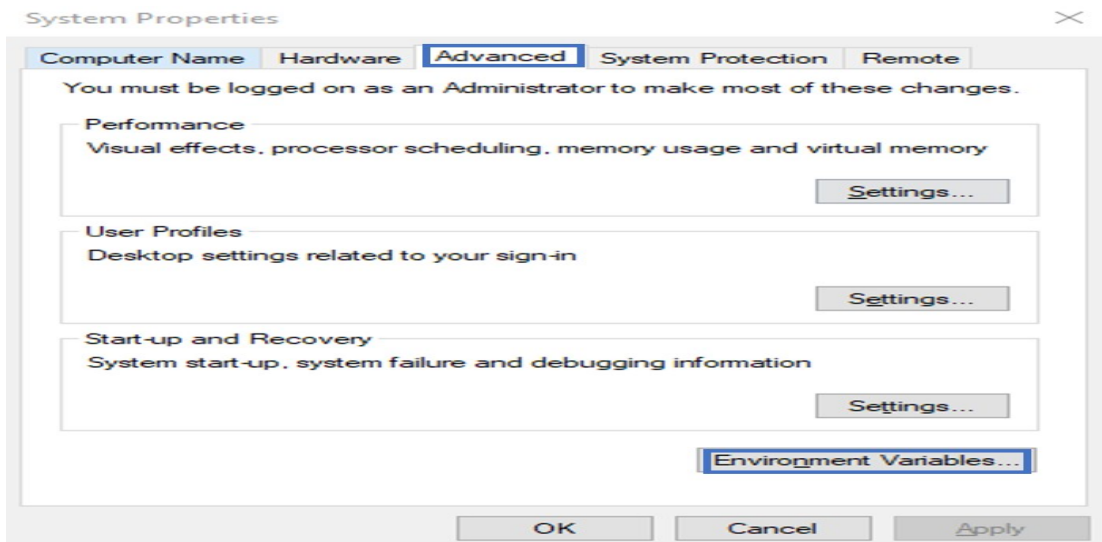 System Properties
Computer Name Hardware Advanced System Protection Remote
You must be logged on as an Administrator to make most of these changes.
Performance
Visual effects, processor scheduling, memory usage and virtual memory
Settings...
User Profiles
Desktop settings related to your sign-in
Settings...
Start-up and Recovery
System start-up, system failure and debugging information
Settings...
Environment Variables...
OK Cancel Apply